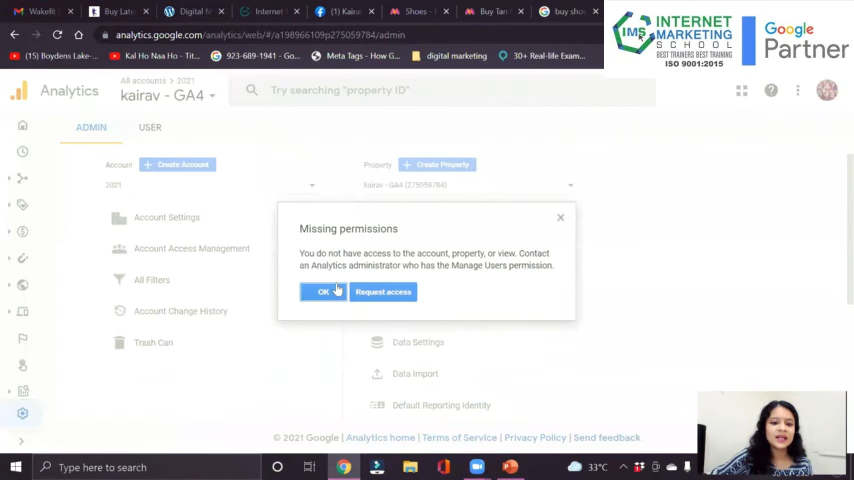 Wakefit
Buy Late
Digital M
Internet
(1) Kaira
Shoes -
Buy Tan
buy sho
analytics.google.com/analytics/web/#/a198966109p275059784/admin
(15) Boydens Lake-...
Kal Ho Naa Ho - Tit...
923-689-1941 - Go...
Meta Tags - How G...
digital marketing
30+ Real-life Exam...
IMS
INTERNET
MARKETING
SCHOOL
BEST TRAINERS BEST TRAINING
ISO 9001:2015
Google
Partner
Analytics
All accounts > 2021
kairav - GA4
Try searching "property ID"
ADMIN
USER
Account
+ Create Account
Property
+ Create Property
2021
kairav - GA4 (275059784)
Account Settings
Account Access Management
All Filters
Account Change History
Trash Can
Missing permissions
You do not have access to the account, property, or view. Contact
an Analytics administrator who has the Manage Users permission.
OK
Request access
Data Settings
Data Import
Default Reporting Identity
© 2021 Google | Analytics home | Terms of Service | Privacy Policy | Send feedback
Type here to search
33°C